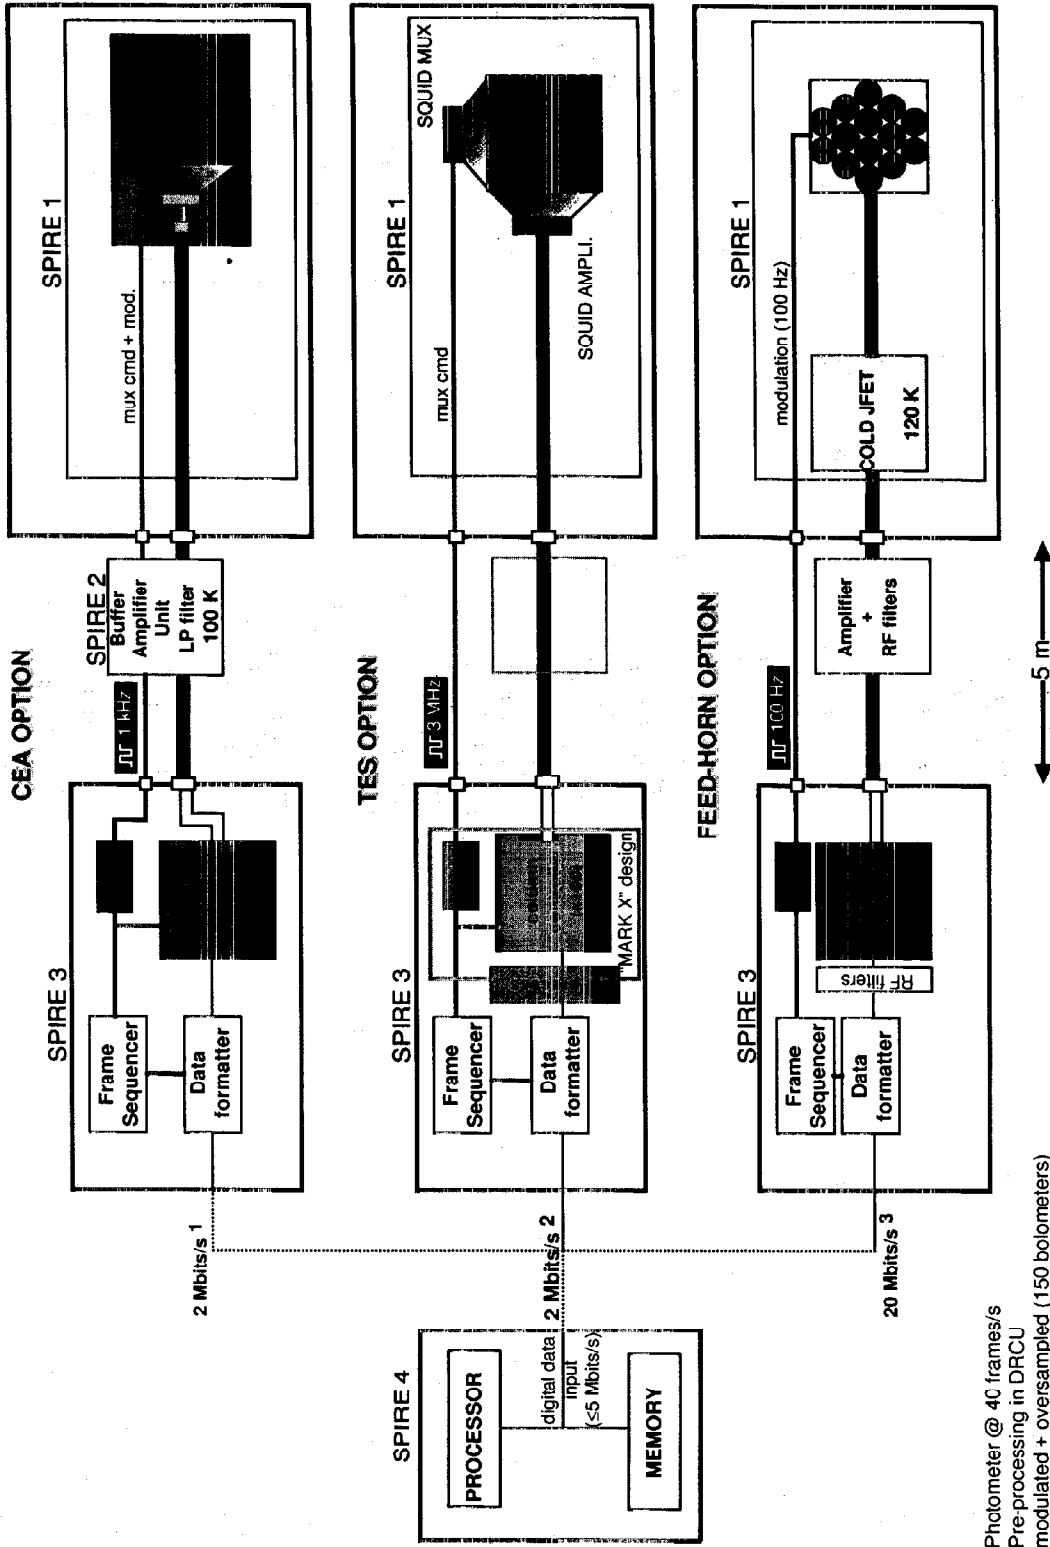 CEA OPTION
SPIRE 1
mux cmd + mod.
SPIRE 2
Buffer
Amplifier
Unit
LP filter
100 K
1 kHz
SPIRE 3
Frame
Sequencer
Data
formatter
2 Mbits/s 1
TES OPTION
SPIRE 1
SQUID MUX
SQUID AMPLI.
mux cmd
3 MHz
SPIRE 3
"MARK X" design
Frame
Sequencer
Data
formatter
2 Mbits/s 2
SPIRE 4
PROCESSOR
digital data
input
(≤5 Mbits/s)
MEMORY
FEED-HORN OPTION
SPIRE 1
modulation (100 Hz)
COLD JFET
120 K
Amplifier
+
RF filters
100 Hz
SPIRE 3
RF filters
Frame
Sequencer
Data
formatter
20 Mbits/s 3
5 m
Photometer @ 40 frames/s
Pre-processing in DRCU
modulated + oversampled (150 bolometers)